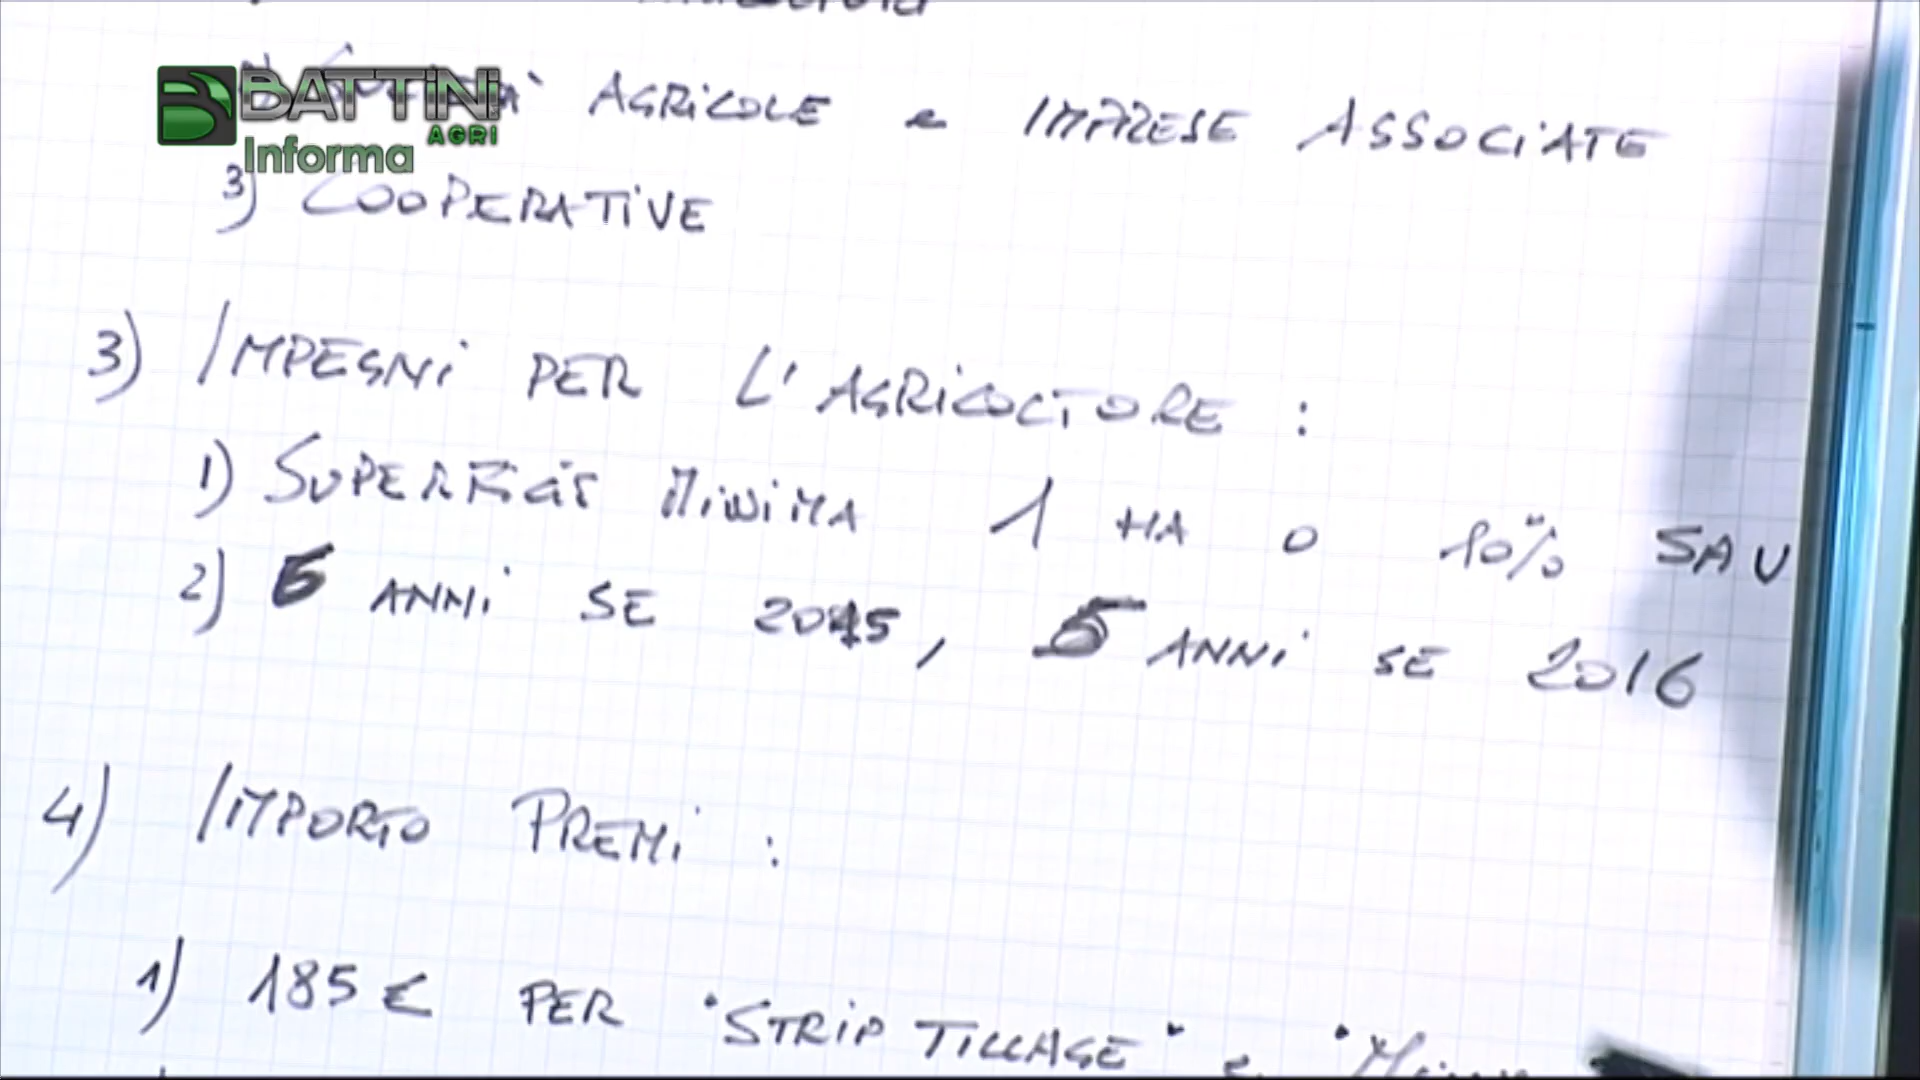 BATTINI
AGRI
Informa
AGRICOLE e IMPRESE ASSOCIATE
3) COOPERATIVE
3) IMPEGNI PER L'AGRICOLTORE :
1) SUPERFICIE MINIMA 1 HA O 10% SAU
2) 6 ANNI SE 2015, 5 ANNI SE 2016
4) IMPORTO PREMI :
1) 185 € PER "STRIP TILLAGE" e